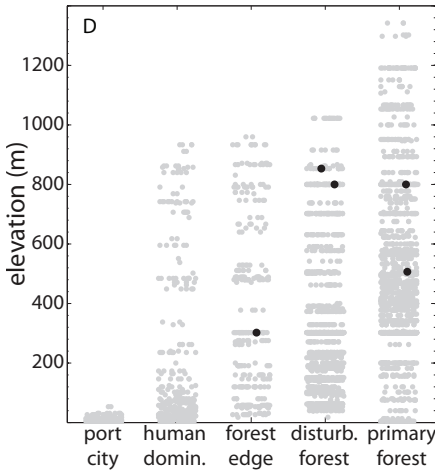 D
1200
1000
800
600
400
200
elevation (m)
port city
human domin.
forest edge
disturb. forest
primary forest